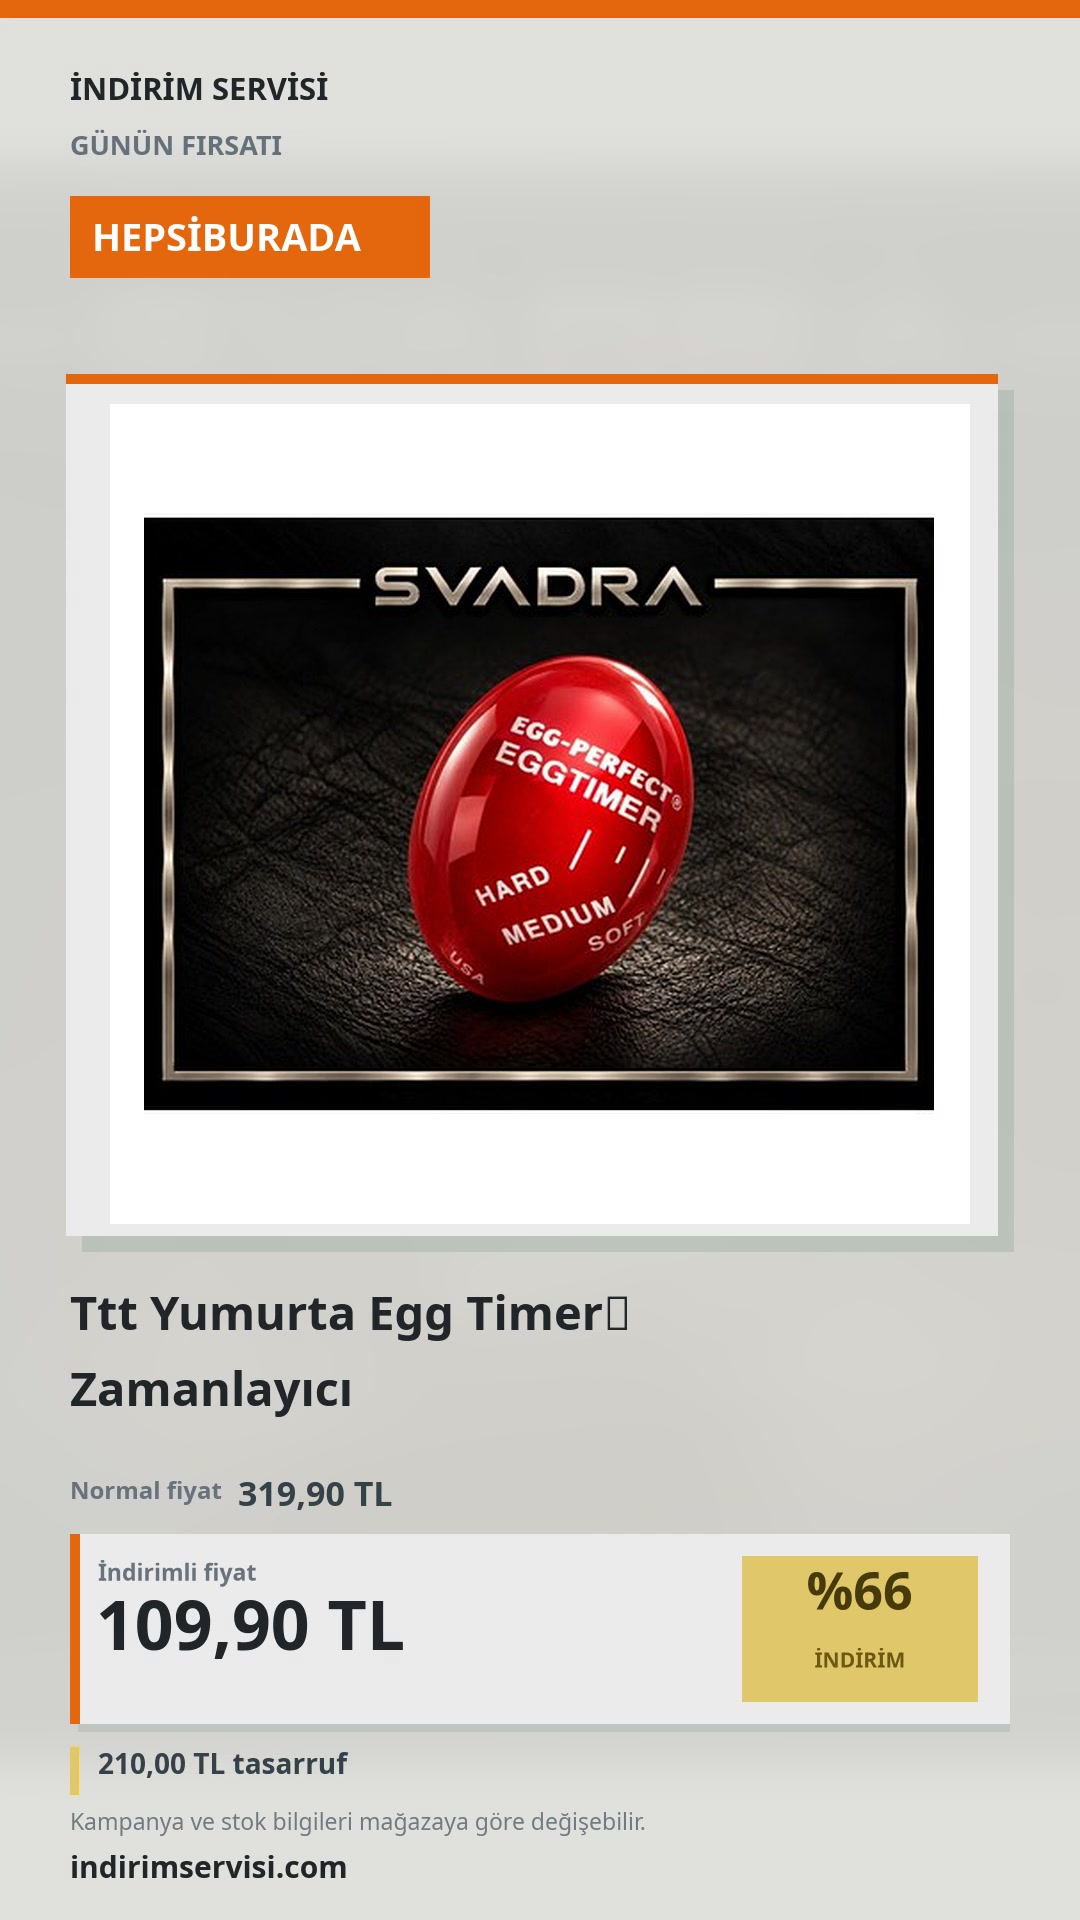 İNDİRİM SERVİSİ
GÜNÜN FIRSATI
HEPSİBURADA
SVADRA
EGG-PERFECT®
EGGTIMER
HARD
MEDIUM
SOFT
USA
Ttt Yumurta Egg Timer
Zamanlayıcı
Normal fiyat 319,90 TL
İndirimli fiyat
109,90 TL
%66
İNDİRİM
210,00 TL tasarruf
Kampanya ve stok bilgileri mağazaya göre değişebilir.
indirimservisi.com